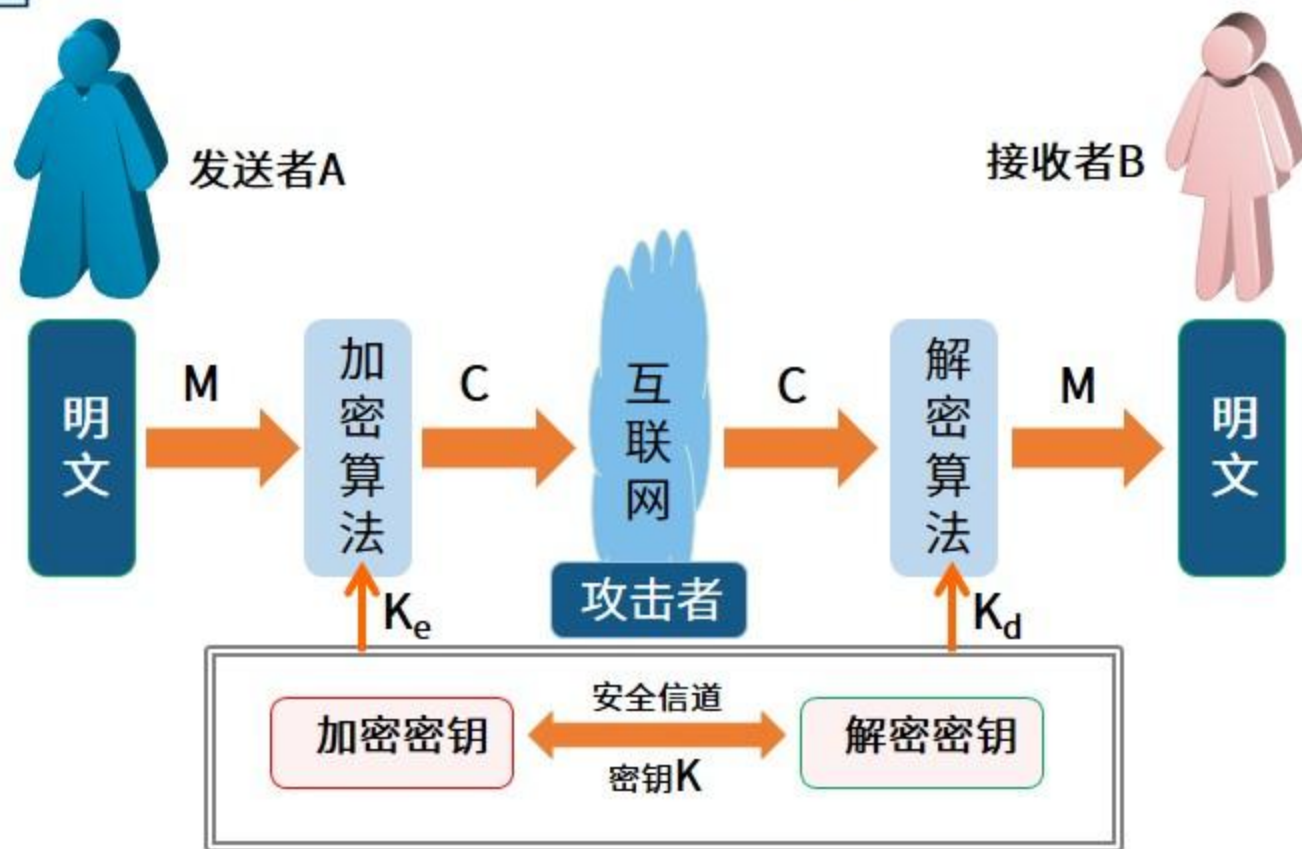 发送者A
接收者B
明文
M
加密算法
C
互联网
C
解密算法
M
明文
攻击者
Ke
Kd
安全信道
加密密钥
解密密钥
密钥K